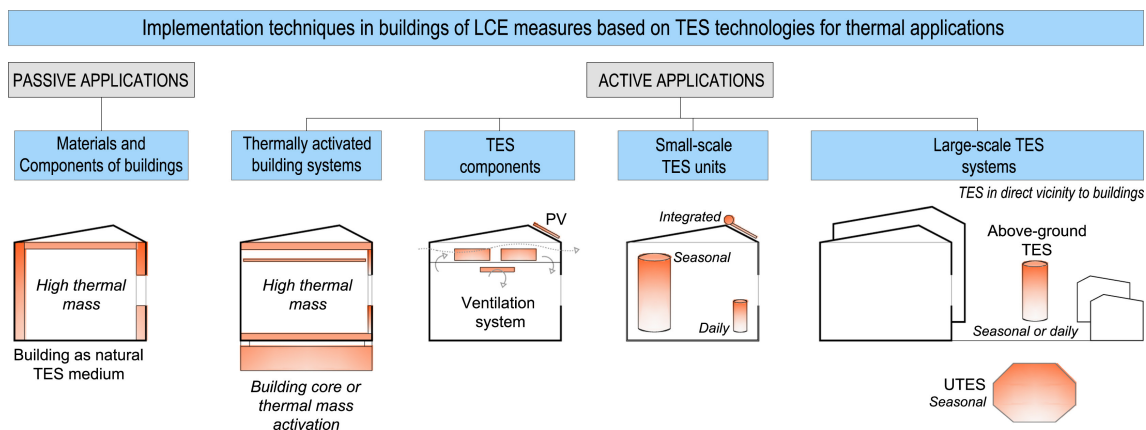 Implementation techniques in buildings of LCE measures based on TES technologies for thermal applications
PASSIVE APPLICATIONS
ACTIVE APPLICATIONS
Materials and
Components of buildings
Thermally activated
building systems
TES
components
Small-scale
TES units
Large-scale TES
systems
TES in direct vicinity to buildings
High thermal
mass
Building as natural
TES medium
High thermal
mass
Building core or
thermal mass
activation
PV
Ventilation
system
Integrated
Seasonal
Daily
Above-ground
TES
Seasonal or daily
UTES
Seasonal